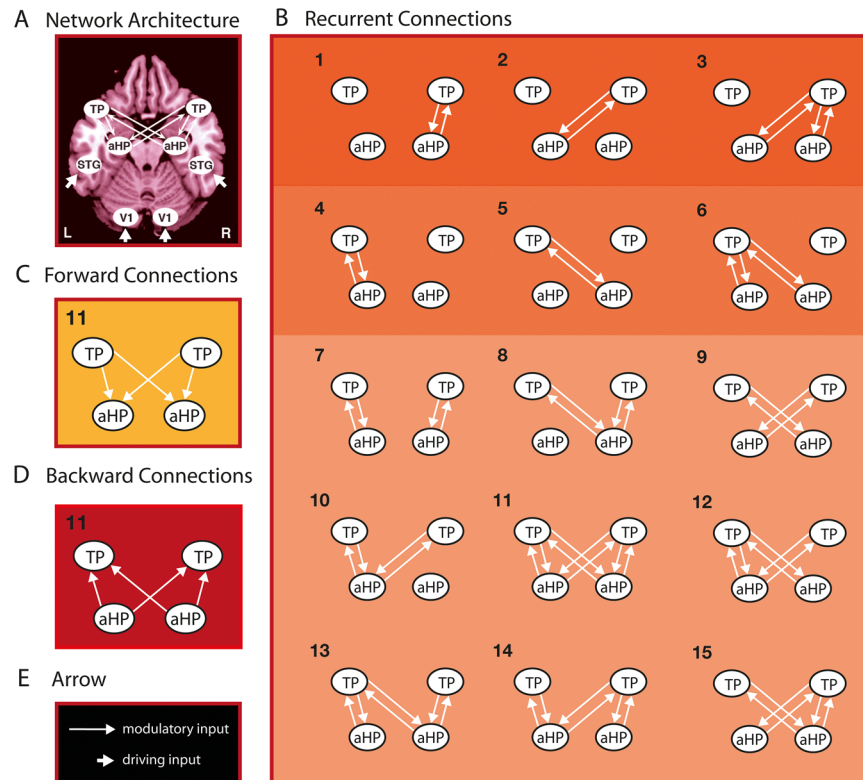 A Network Architecture
TP TP
aHP aHP
STG STG
V1 V1
L R
B Recurrent Connections
1 2 3
TP TP TP TP TP TP
aHP aHP aHP aHP aHP aHP
4 5 6
TP TP TP TP TP TP
aHP aHP aHP aHP aHP aHP
7 8 9
TP TP TP TP TP TP
aHP aHP aHP aHP aHP aHP
10 11 12
TP TP TP TP TP TP
aHP aHP aHP aHP aHP aHP
13 14 15
TP TP TP TP TP TP
aHP aHP aHP aHP aHP aHP
C Forward Connections
11
TP TP
aHP aHP
D Backward Connections
11
TP TP
aHP aHP
E Arrow
modulatory input
driving input